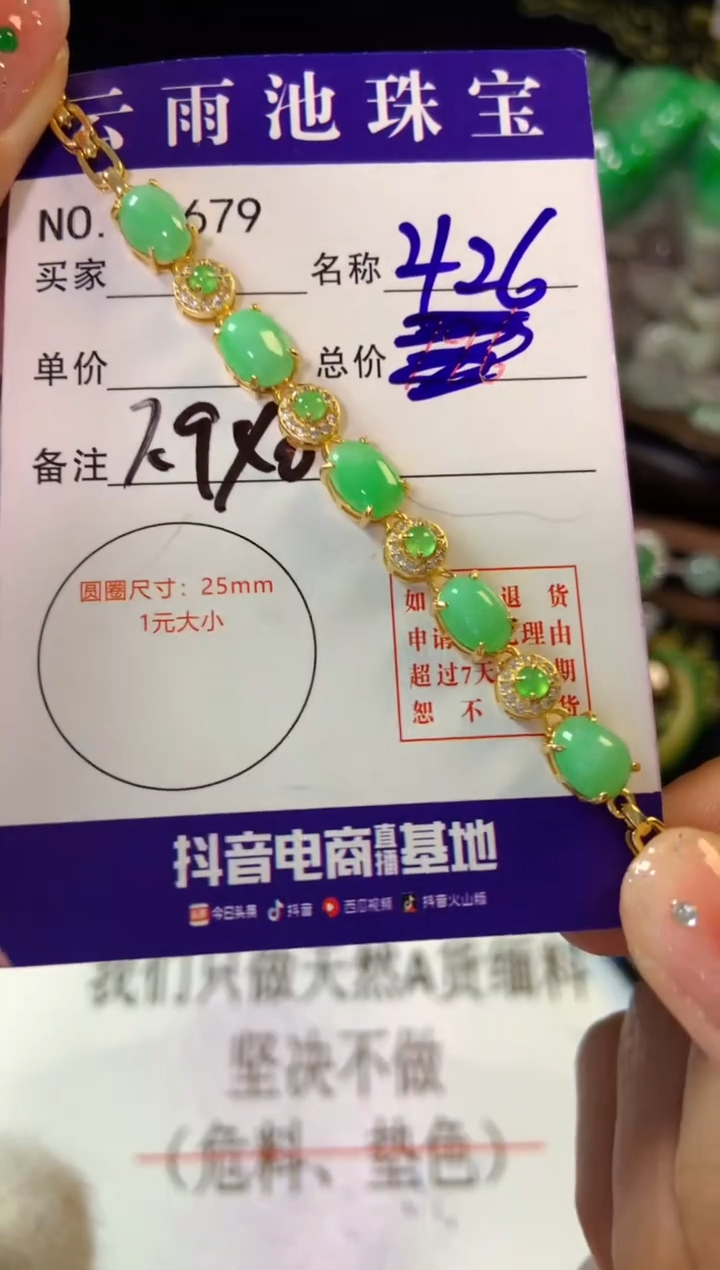 云雨池珠宝
NO. 679
买家 名称 426
单价 总价
备注 7.9X
圆圈尺寸：25mm
1元大小
如 退货
申请 理由
超过7天 期
恕不 货
抖音电商直播基地
今日头条 抖音 西瓜视频 抖音火山版
我们只做天然A货缅料
坚决不做
（危料、垫色）